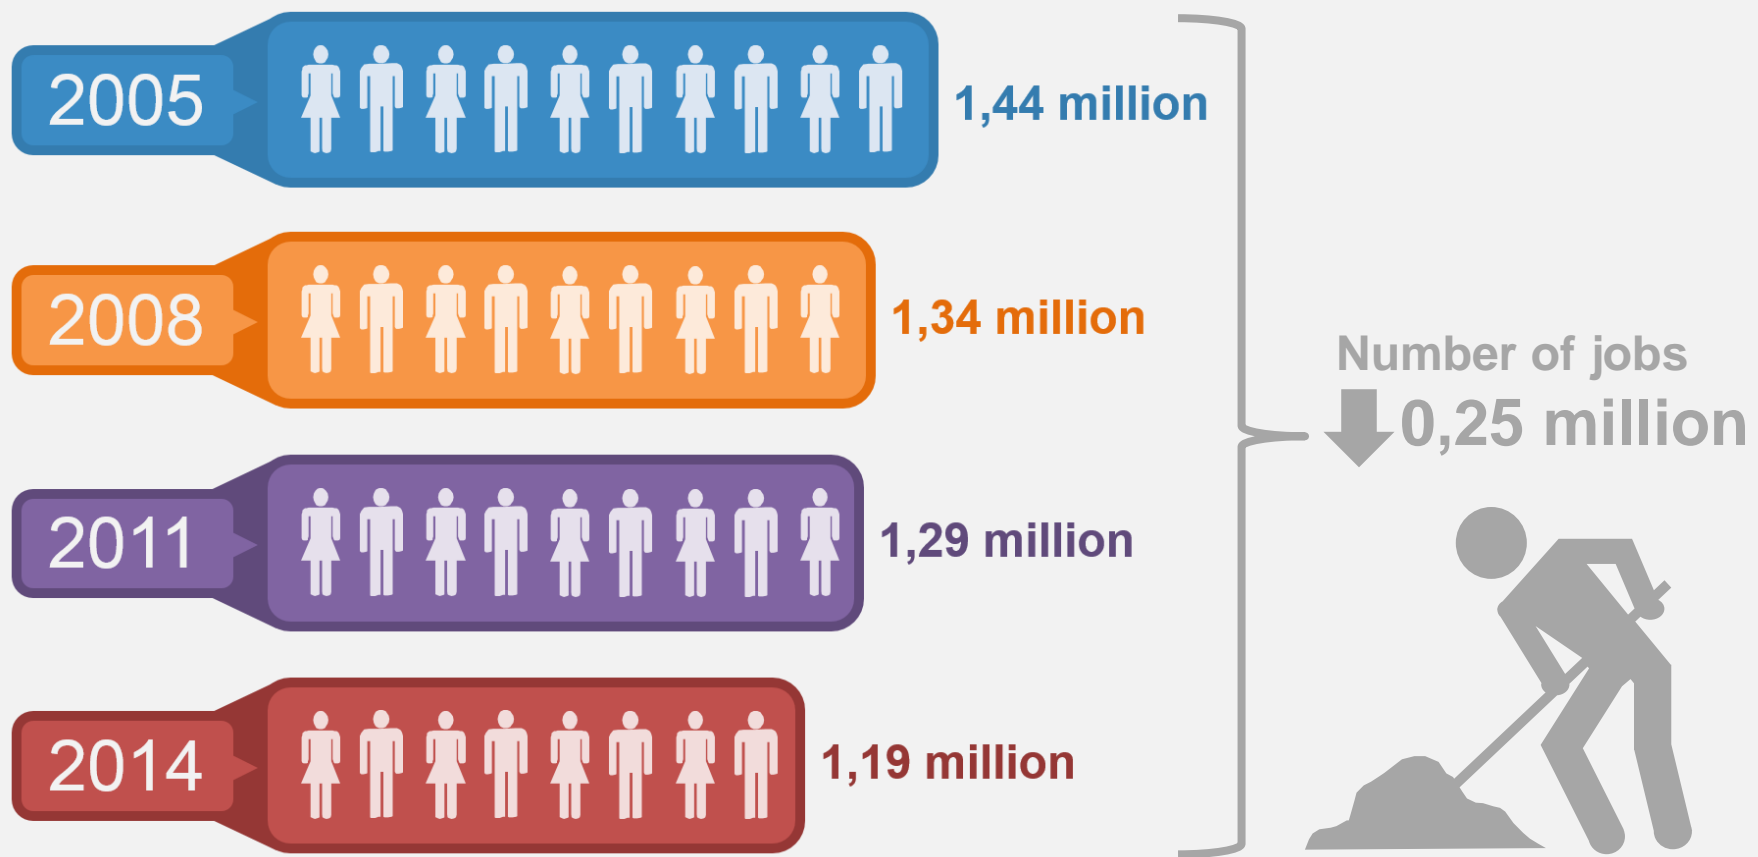 2005
1,44 million
2008
1,34 million
2011
1,29 million
2014
1,19 million
Number of jobs
0,25 million